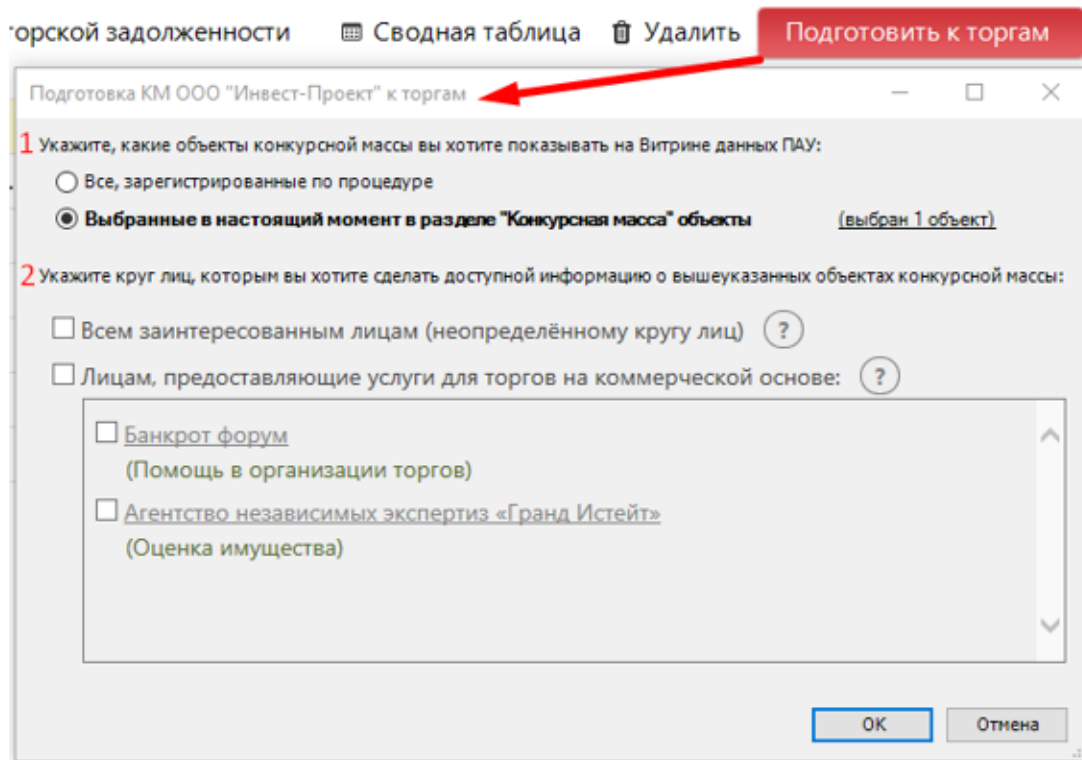 торской задолженности Сводная таблица Удалить Подготовить к торгам
Подготовка КМ ООО "Инвест-Проект" к торгам
1 Укажите, какие объекты конкурсной массы вы хотите показывать на Витрине данных ПАУ:
Все, зарегистрированные по процедуре
Выбранные в настоящий момент в разделе "Конкурсная масса" объекты (выбран 1 объект)
2 Укажите круг лиц, которым вы хотите сделать доступной информацию о вышеуказанных объектах конкурсной массы:
Всем заинтересованным лицам (неопределённому кругу лиц) ?
Лицам, предоставляющие услуги для торгов на коммерческой основе: ?
Банкрот форум
(Помощь в организации торгов)
Агентство независимых экспертиз «Гранд Истейт»
(Оценка имущества)
ОК Отмена